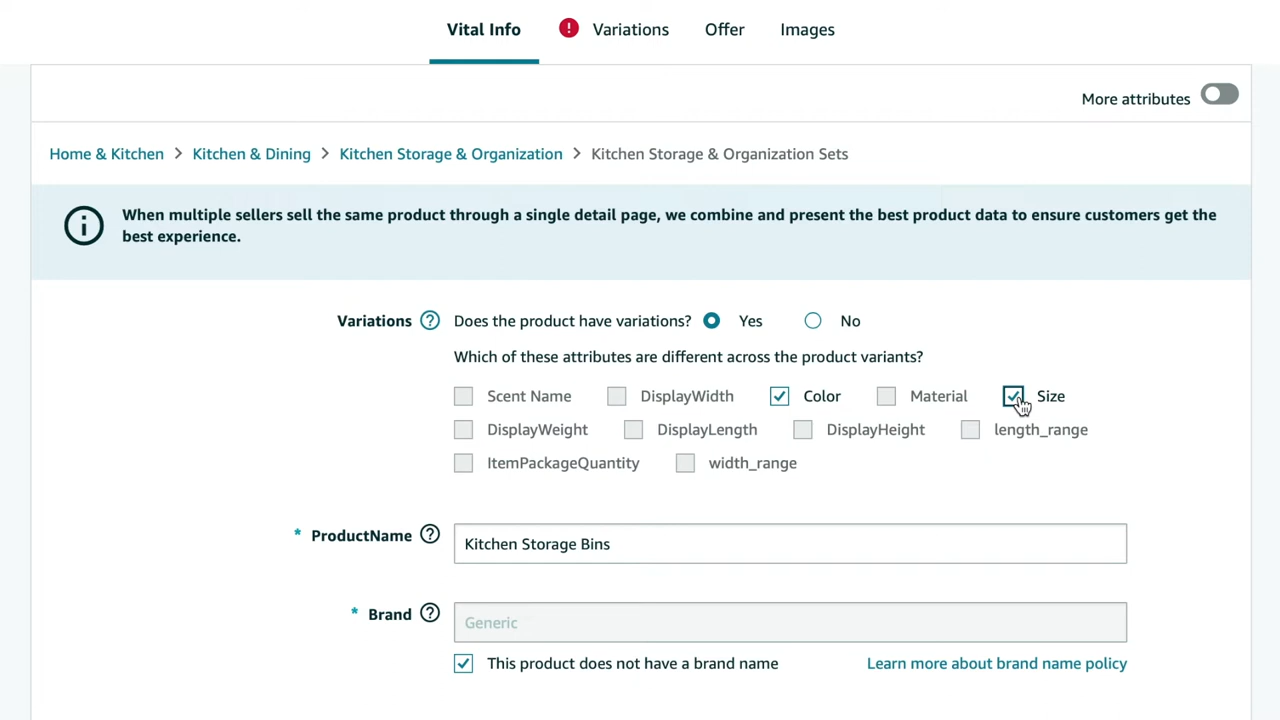 Vital Info ! Variations Offer Images
More attributes
Home & Kitchen > Kitchen & Dining > Kitchen Storage & Organization > Kitchen Storage & Organization Sets
When multiple sellers sell the same product through a single detail page, we combine and present the best product data to ensure customers get the
best experience.
Variations ? Does the product have variations? Yes No
Which of these attributes are different across the product variants?
Scent Name DisplayWidth Color Material Size
DisplayWeight DisplayLength DisplayHeight length_range
ItemPackageQuantity width_range
* ProductName ? Kitchen Storage Bins
* Brand ? Generic
This product does not have a brand name Learn more about brand name policy